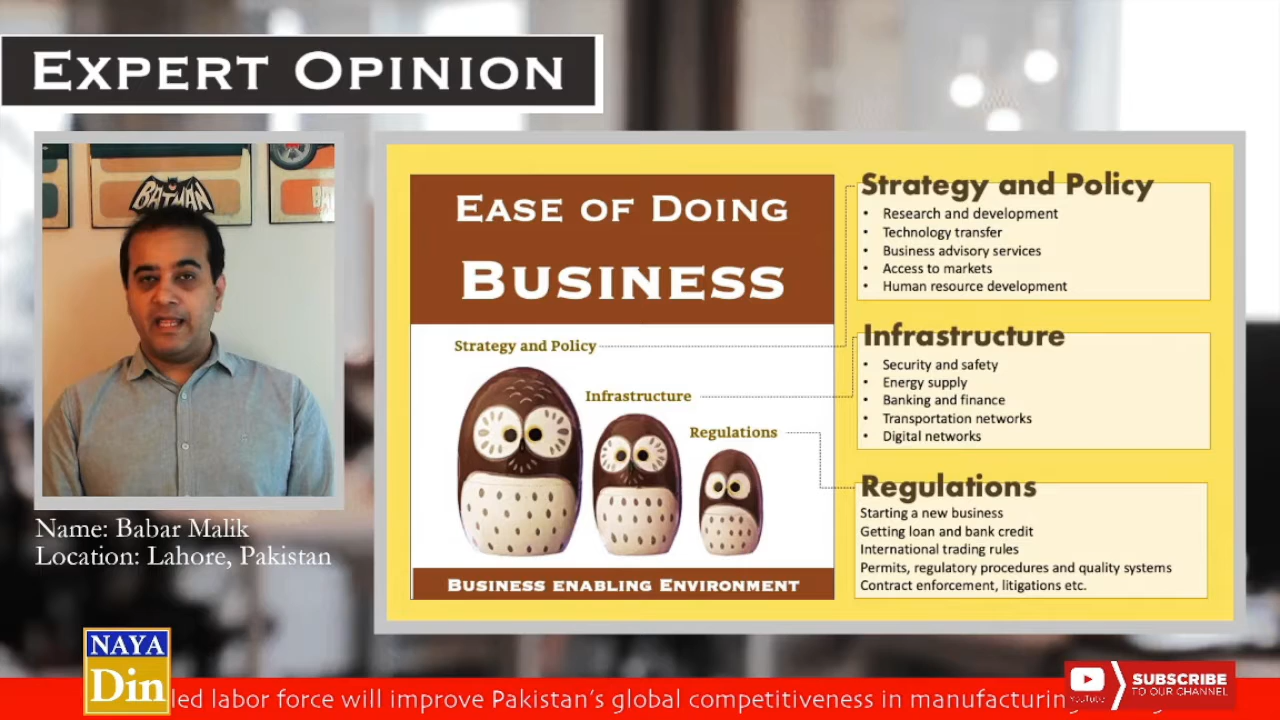 EXPERT OPINION
BATMAN
Name: Babar Malik
Location: Lahore, Pakistan
EASE OF DOING
BUSINESS
Strategy and Policy
Infrastructure
Regulations
BUSINESS ENABLING ENVIRONMENT
Strategy and Policy
• Research and development
• Technology transfer
• Business advisory services
• Access to markets
• Human resource development
Infrastructure
• Security and safety
• Energy supply
• Banking and finance
• Transportation networks
• Digital networks
Regulations
Starting a new business
Getting loan and bank credit
International trading rules
Permits, regulatory procedures and quality systems
Contract enforcement, litigations etc.
NAYA
Din
led labor force will improve Pakistan's global competitiveness in manufacturing
YouTube
SUBSCRIBE
TO OUR CHANNEL